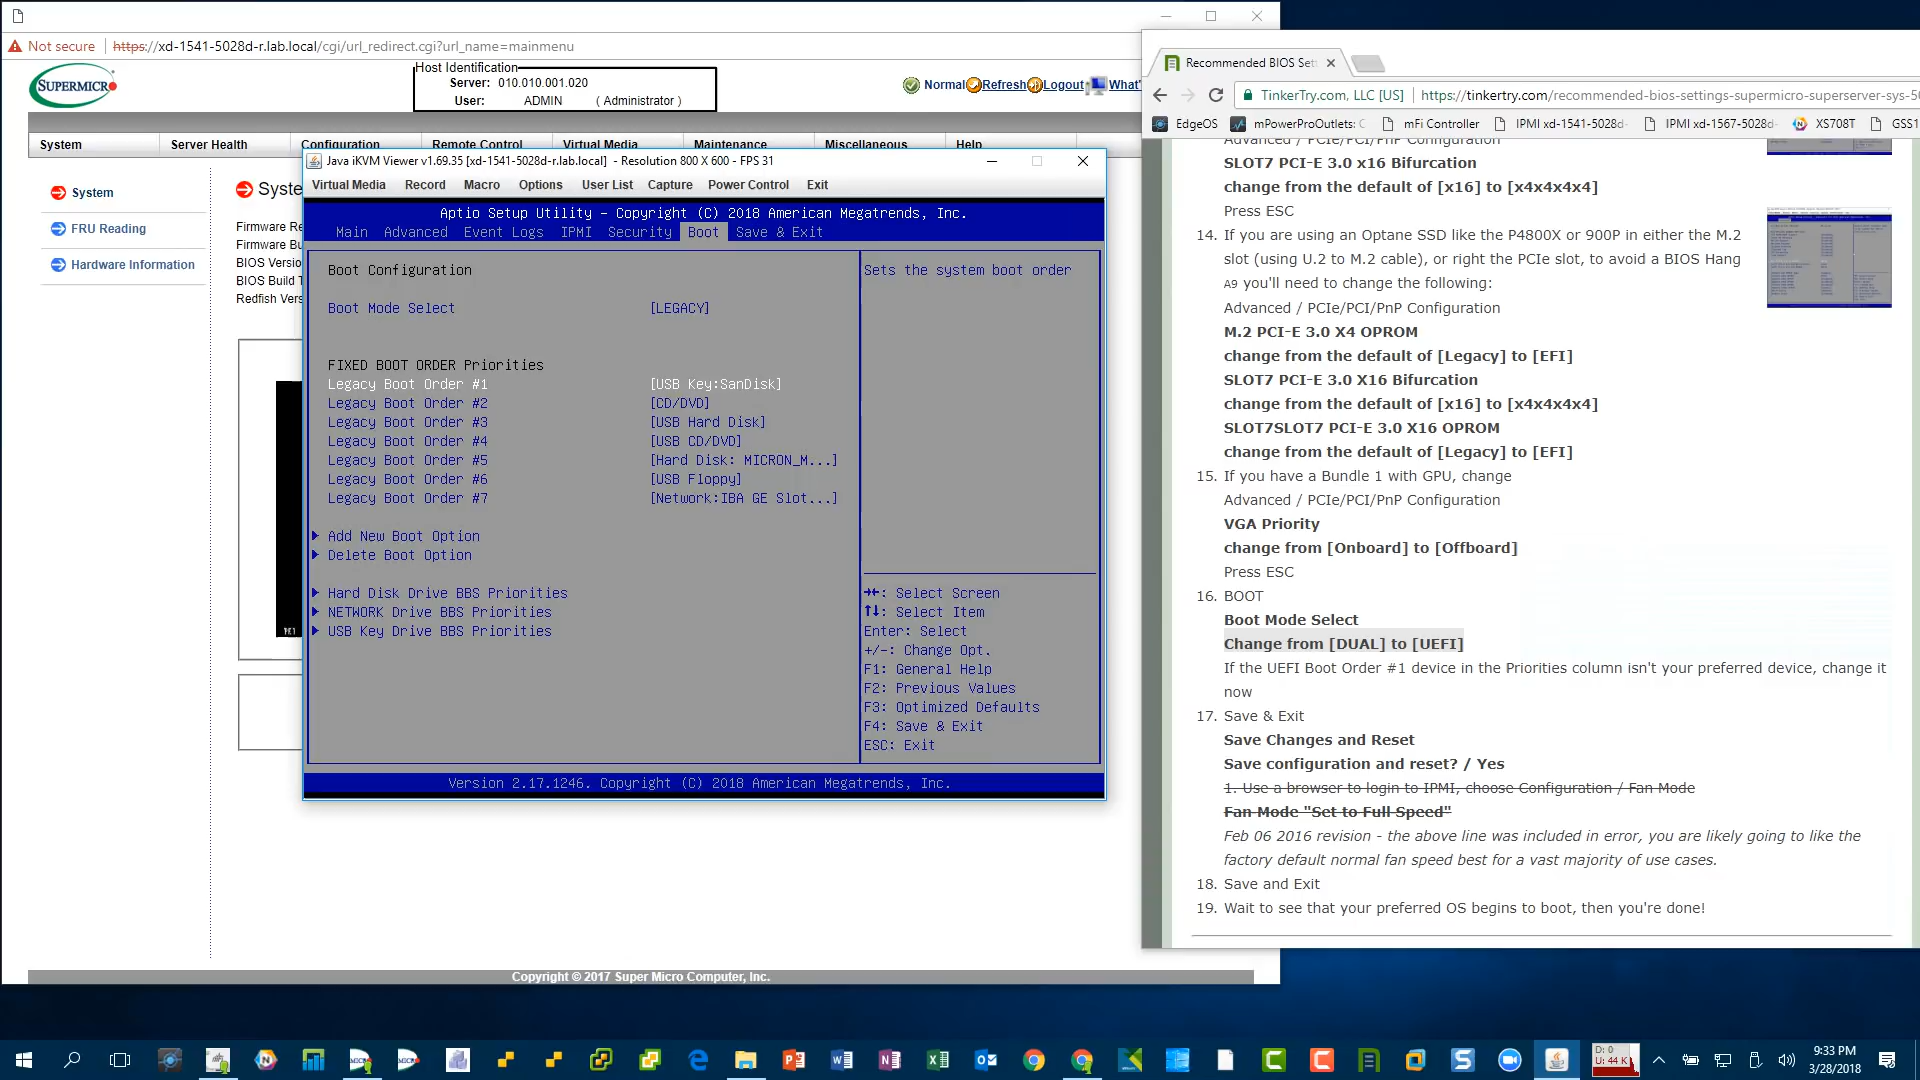 Not secure https://xd-1541-5028d-r.lab.local/cgi/url_redirect.cgi?url_name=mainmenu
SUPERMICR
Host Identification
Server: 010.010.001.020
User: ADMIN ( Administrator )
Normal Refresh Logout What'
System Server Health Configuration Remote Control Virtual Media Maintenance Miscellaneous Help
System
FRU Reading
Hardware Information
Syste
Firmware Re
Firmware Bu
BIOS Versio
BIOS Build T
Redfish Vers
Java iKVM Viewer v1.69.35 [xd-1541-5028d-r.lab.local] - Resolution 800 X 600 - FPS 31
Virtual Media Record Macro Options User List Capture Power Control Exit
Aptio Setup Utility - Copyright (C) 2018 American Megatrends, Inc.
Main Advanced Event Logs IPMI Security Boot Save & Exit
Boot Configuration
Boot Mode Select [LEGACY]
FIXED BOOT ORDER Priorities
Legacy Boot Order #1 [USB Key:SanDisk]
Legacy Boot Order #2 [CD/DVD]
Legacy Boot Order #3 [USB Hard Disk]
Legacy Boot Order #4 [USB CD/DVD]
Legacy Boot Order #5 [Hard Disk: MICRON_M...]
Legacy Boot Order #6 [USB Floppy]
Legacy Boot Order #7 [Network:IBA GE Slot...]
Add New Boot Option
Delete Boot Option
Hard Disk Drive BBS Priorities
NETWORK Drive BBS Priorities
USB Key Drive BBS Priorities
Sets the system boot order
→←: Select Screen
↑↓: Select Item
Enter: Select
+/-: Change Opt.
F1: General Help
F2: Previous Values
F3: Optimized Defaults
F4: Save & Exit
ESC: Exit
Version 2.17.1246. Copyright (C) 2018 American Megatrends, Inc.
Copyright © 2017 Super Micro Computer, Inc.
Recommended BIOS Sett
TinkerTry.com, LLC [US] https://tinkertry.com/recommended-bios-settings-supermicro-superserver-sys-50
EdgeOS mPowerProOutlets: C mFi Controller IPMI xd-1541-5028d- IPMI xd-1567-5028d- XS708T GSS1
Advanced / PCIe/PCI/PnP Configuration
SLOT7 PCI-E 3.0 x16 Bifurcation
change from the default of [x16] to [x4x4x4x4]
Press ESC
14. If you are using an Optane SSD like the P4800X or 900P in either the M.2
slot (using U.2 to M.2 cable), or right the PCIe slot, to avoid a BIOS Hang
A9 you'll need to change the following:
Advanced / PCIe/PCI/PnP Configuration
M.2 PCI-E 3.0 X4 OPROM
change from the default of [Legacy] to [EFI]
SLOT7 PCI-E 3.0 X16 Bifurcation
change from the default of [x16] to [x4x4x4x4]
SLOT7SLOT7 PCI-E 3.0 X16 OPROM
change from the default of [Legacy] to [EFI]
15. If you have a Bundle 1 with GPU, change
Advanced / PCIe/PCI/PnP Configuration
VGA Priority
change from [Onboard] to [Offboard]
Press ESC
16. BOOT
Boot Mode Select
Change from [DUAL] to [UEFI]
If the UEFI Boot Order #1 device in the Priorities column isn't your preferred device, change it
now
17. Save & Exit
Save Changes and Reset
Save configuration and reset? / Yes
1. Use a browser to login to IPMI, choose Configuration / Fan Mode
Fan Mode "Set to Full Speed"
Feb 06 2016 revision - the above line was included in error, you are likely going to like the
factory default normal fan speed best for a vast majority of use cases.
18. Save and Exit
19. Wait to see that your preferred OS begins to boot, then you're done!
D: 0
U: 44 K
9:33 PM
3/28/2018